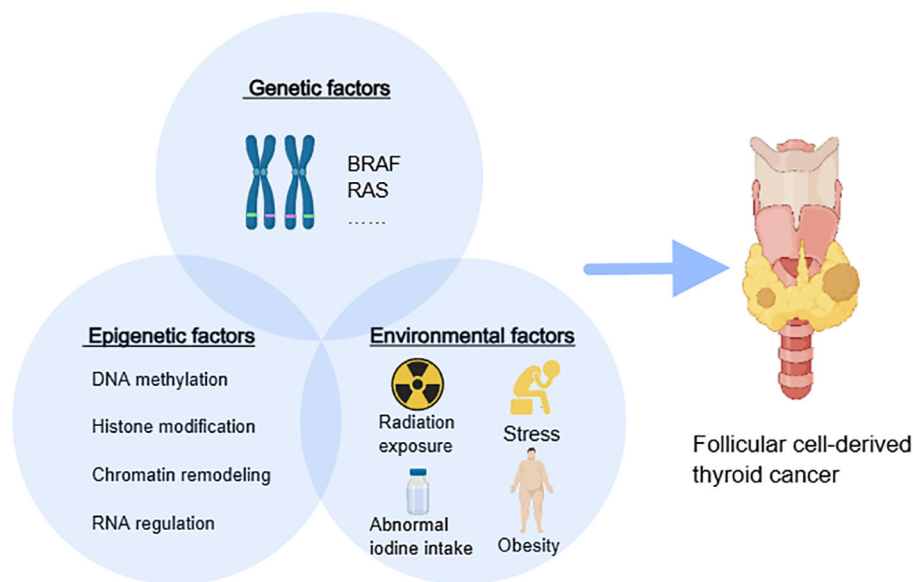 Genetic factors
BRAF
RAS
......
Epigenetic factors
DNA methylation
Histone modification
Chromatin remodeling
RNA regulation
Environmental factors
Radiation
exposure
Stress
Abnormal
iodine intake
Obesity
Follicular cell-derived
thyroid cancer